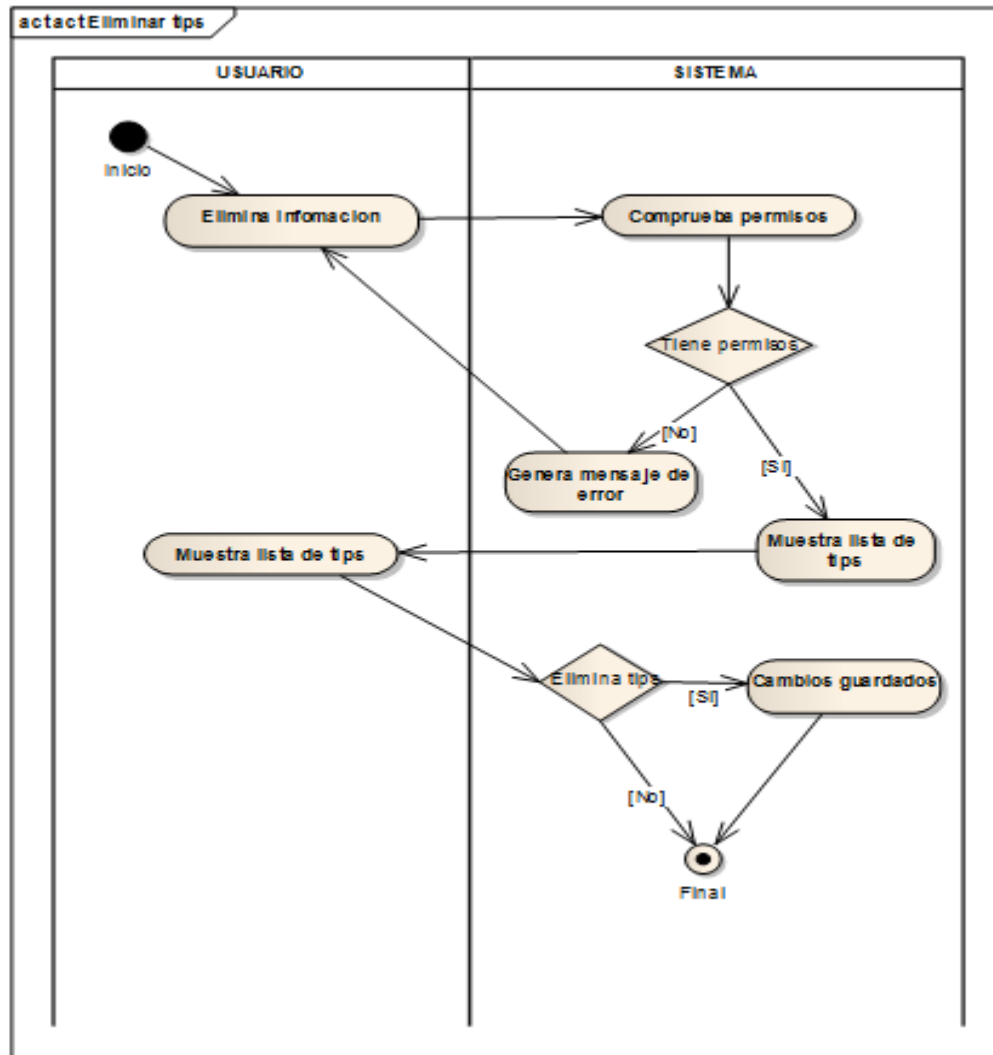 actactEliminar tips
USUARIO
SISTEMA
Inicio
Elimina Infomacion
Comprueba permisos
Tiene permisos
[No]
[SI]
Genera mensaje de
error
Muestra lista de tips
Muestra lista de
tips
Elimina tips
[SI]
Cambios guardados
[No]
Final